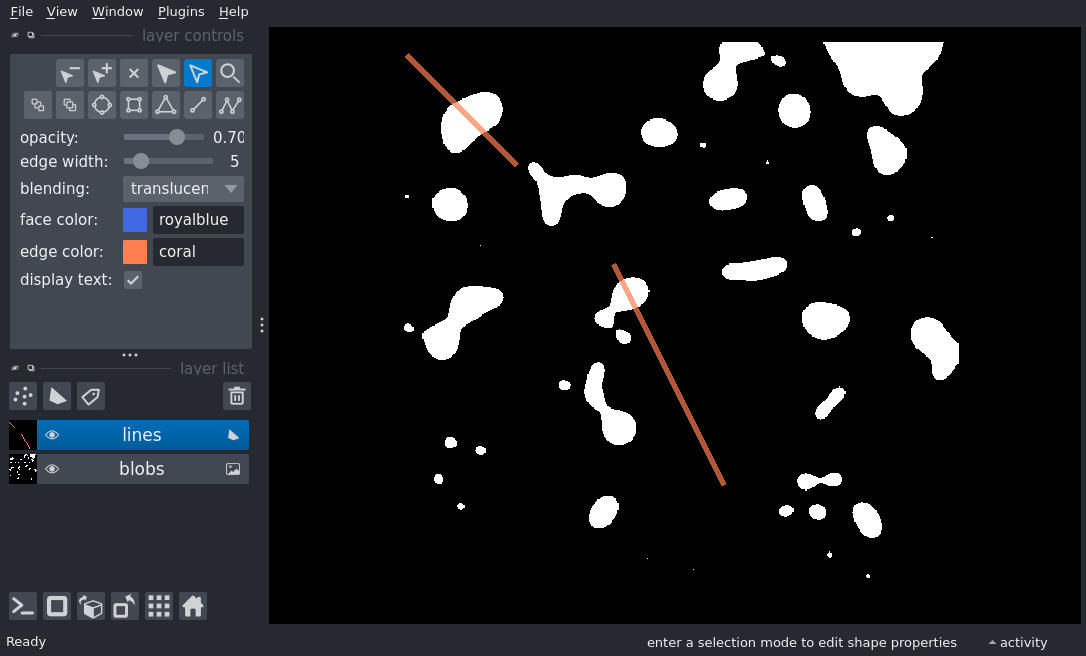 File View Window Plugins Help
layer controls
opacity: 0.70
edge width: 5
blending: translucen
face color: royalblue
edge color: coral
display text:
layer list
lines
blobs
Ready enter a selection mode to edit shape properties activity